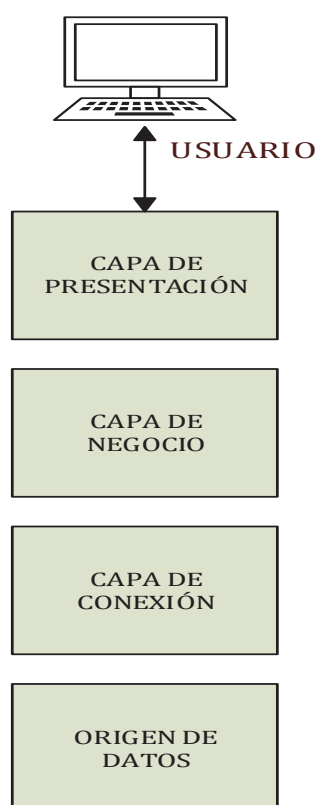 USUARIO
CAPA DE
PRESENTACIÓN
CAPA DE
NEGOCIO
CAPA DE
CONEXIÓN
ORIGEN DE
DATOS